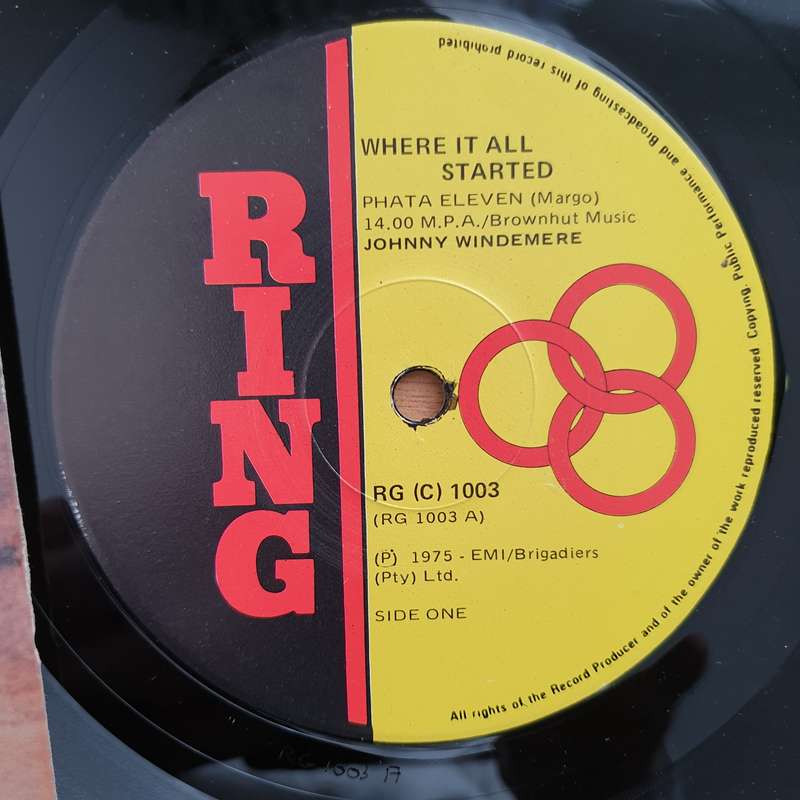 RING
WHERE IT ALL
STARTED
PHATA ELEVEN (Margo)
14.00 M.P.A./Brownhut Music
JOHNNY WINDEMERE
RG (C) 1003
(RG 1003 A)
(P) 1975 - EMI/Brigadiers
(Pty) Ltd.
SIDE ONE
All rights of the Record Producer and of the owner of the work reproduced reserved Copying. Public Performance and Broadcasting of this record prohibited
RG 1003 A